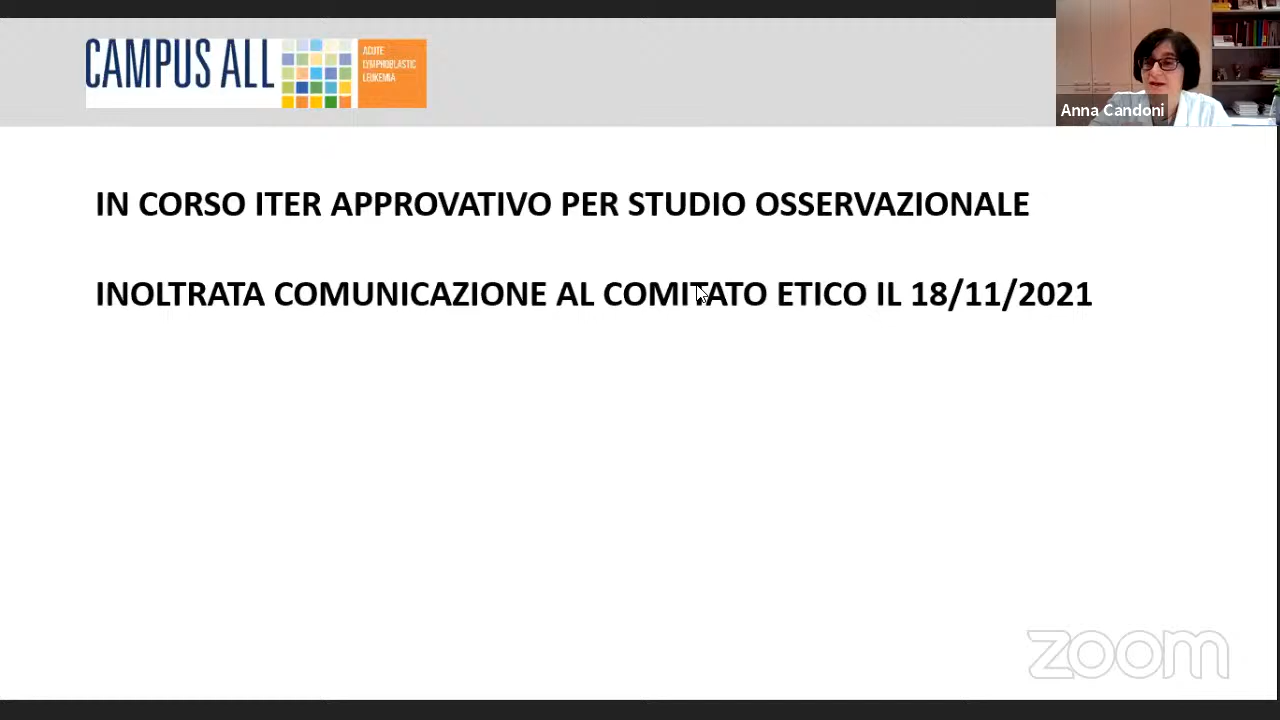 CAMPUS ALL
ACUTE
LYMPHOBLASTIC
LEUKEMIA
Anna Candoni
IN CORSO ITER APPROVATIVO PER STUDIO OSSERVAZIONALE
INOLTRATA COMUNICAZIONE AL COMITATO ETICO IL 18/11/2021
zoom